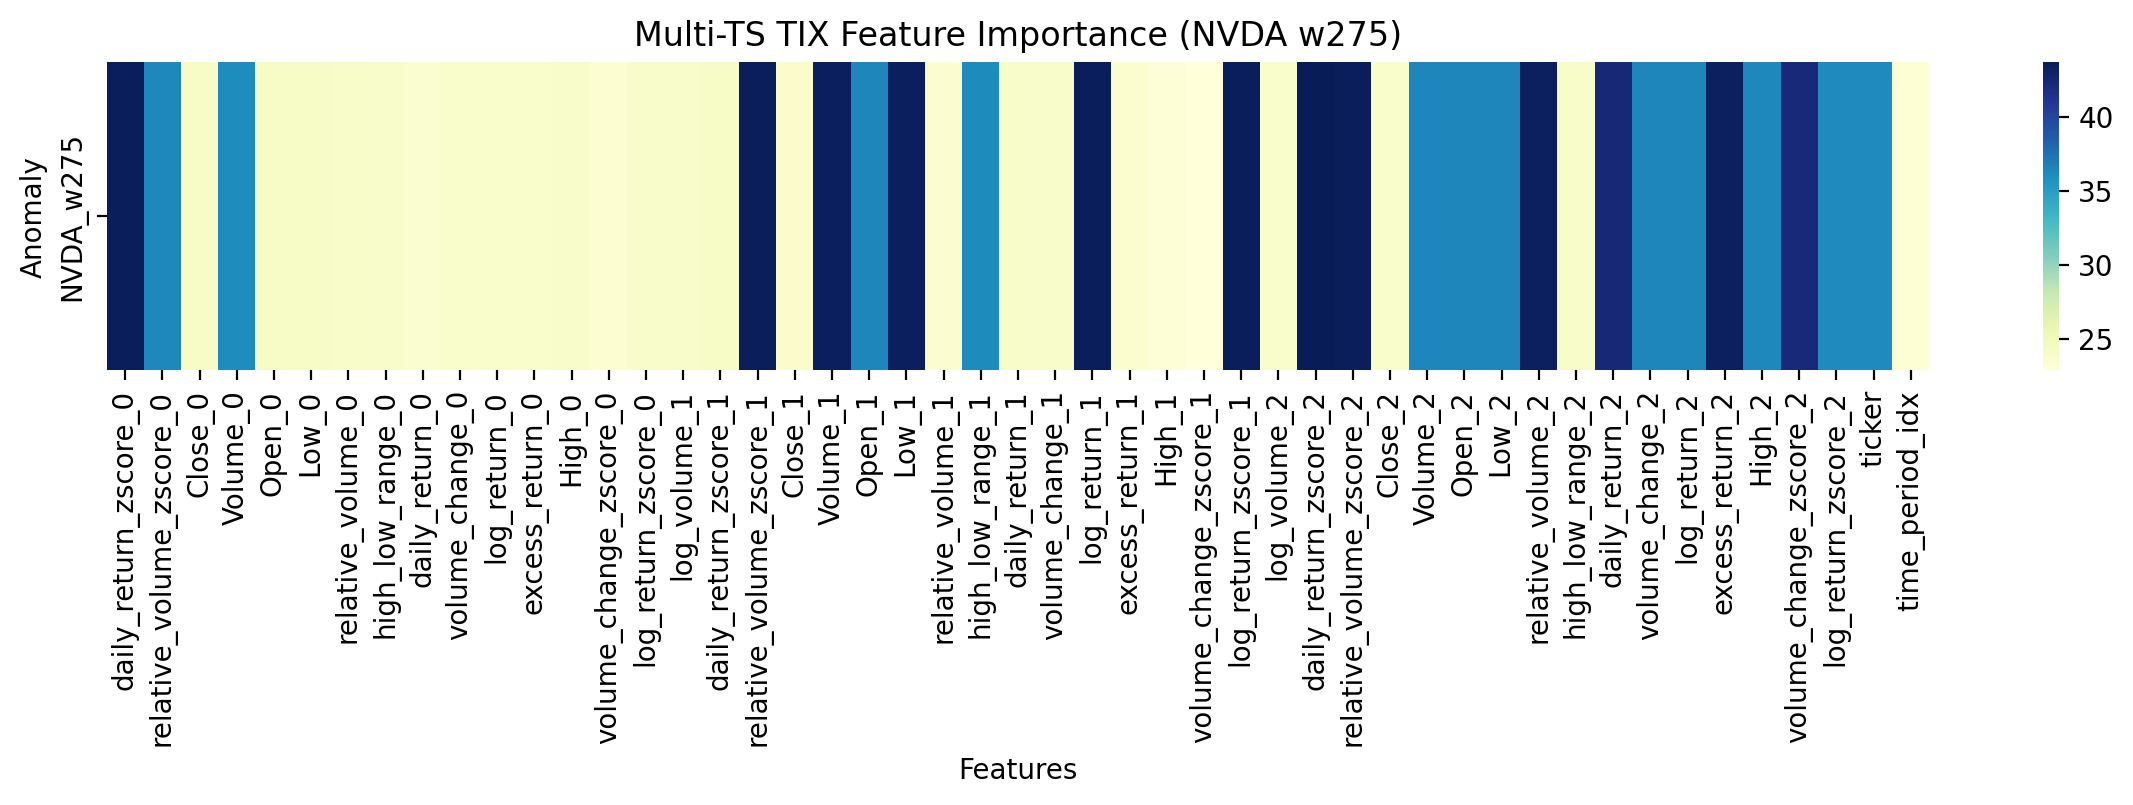 Multi-TS TIX Feature Importance (NVDA w275)
Anomaly
NVDA_w275
40
35
30
25
daily_return_zscore_0
relative_volume_zscore_0
Close_0
Volume_0
Open_0
Low_0
relative_volume_0
high_low_range_0
daily_return_0
volume_change_0
log_return_0
excess_return_0
High_0
volume_change_zscore_0
log_return_zscore_0
log_volume_1
daily_return_zscore_1
relative_volume_zscore_1
Close_1
Volume_1
Open_1
Low_1
relative_volume_1
high_low_range_1
daily_return_1
volume_change_1
log_return_1
excess_return_1
High_1
volume_change_zscore_1
log_return_zscore_1
log_volume_2
daily_return_zscore_2
relative_volume_zscore_2
Close_2
Volume_2
Open_2
Low_2
relative_volume_2
high_low_range_2
daily_return_2
volume_change_2
log_return_2
excess_return_2
High_2
volume_change_zscore_2
log_return_zscore_2
ticker
time_period_idx
Features